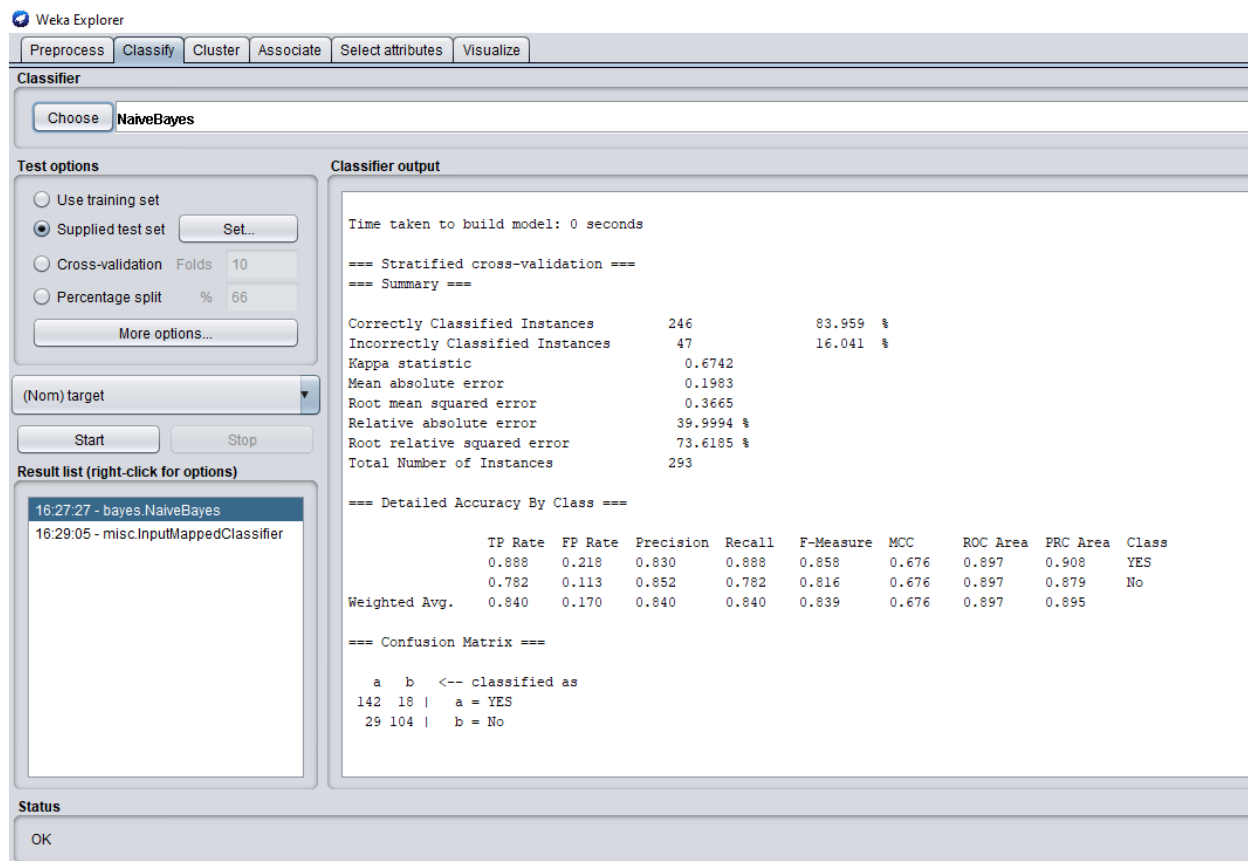 Weka Explorer
Preprocess Classify Cluster Associate Select attributes Visualize
Classifier
Choose NaiveBayes
Test options
Use training set
Supplied test set Set...
Cross-validation Folds 10
Percentage split % 66
More options...
(Nom) target
Start Stop
Result list (right-click for options)
16:27:27 - bayes.NaiveBayes
16:29:05 - misc.InputMappedClassifier
Classifier output
Time taken to build model: 0 seconds
=== Stratified cross-validation ===
=== Summary ===
Correctly Classified Instances 246 83.959 %
Incorrectly Classified Instances 47 16.041 %
Kappa statistic 0.6742
Mean absolute error 0.1983
Root mean squared error 0.3665
Relative absolute error 39.9994 %
Root relative squared error 73.6185 %
Total Number of Instances 293
=== Detailed Accuracy By Class ===
TP Rate FP Rate Precision Recall F-Measure MCC ROC Area PRC Area Class
0.888 0.218 0.830 0.888 0.858 0.676 0.897 0.908 YES
0.782 0.113 0.852 0.782 0.816 0.676 0.897 0.879 No
Weighted Avg. 0.840 0.170 0.840 0.840 0.839 0.676 0.897 0.895
=== Confusion Matrix ===
a b <-- classified as
142 18 | a = YES
29 104 | b = No
Status
OK